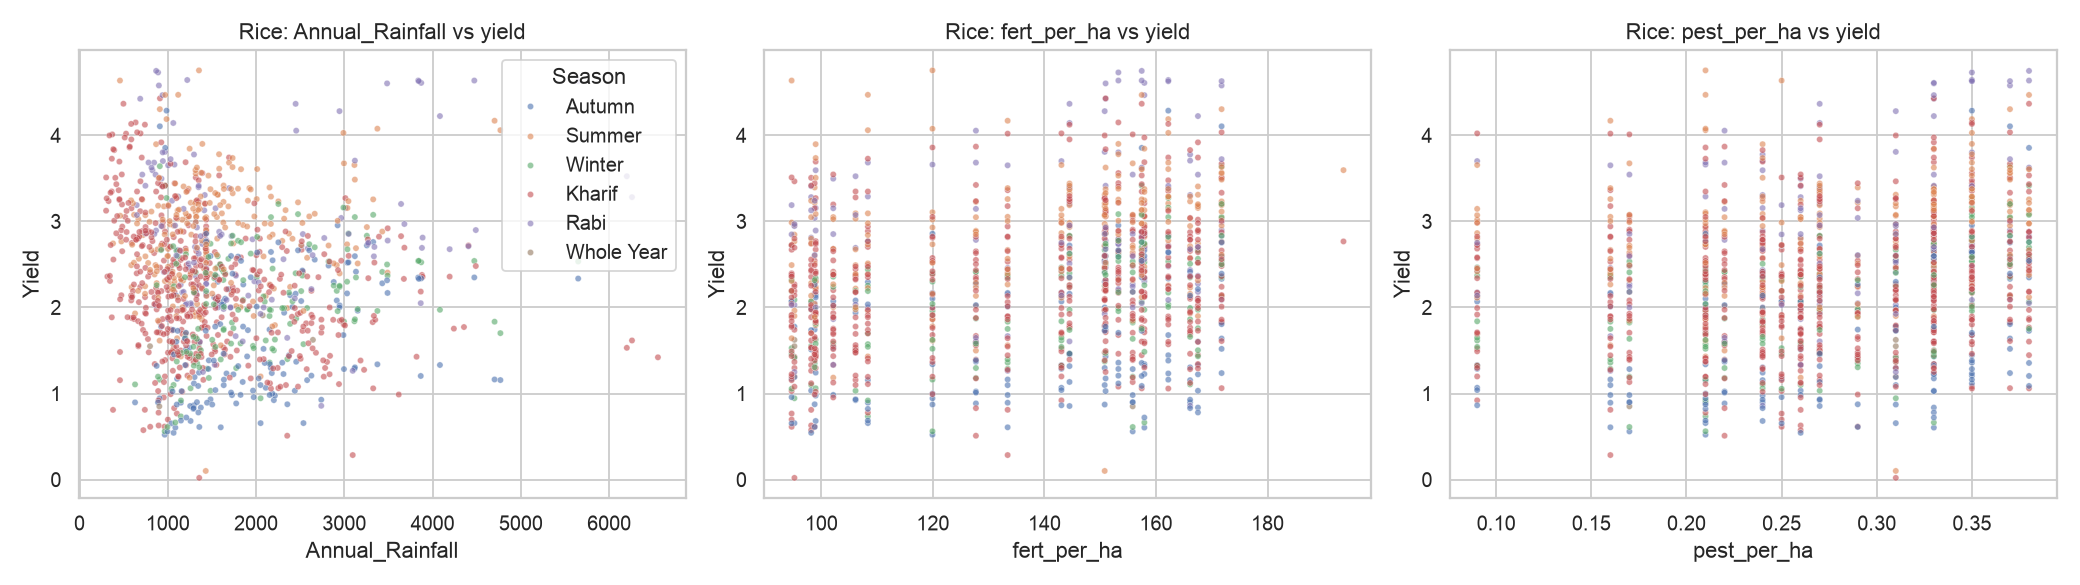 Rice: Annual_Rainfall vs yield
Season
Autumn
Summer
Winter
Kharif
Rabi
Whole Year
Yield
4
3
2
1
0
0 1000 2000 3000 4000 5000 6000
Annual_Rainfall
Rice: fert_per_ha vs yield
Yield
4
3
2
1
0
100 120 140 160 180
fert_per_ha
Rice: pest_per_ha vs yield
Yield
4
3
2
1
0
0.10 0.15 0.20 0.25 0.30 0.35
pest_per_ha